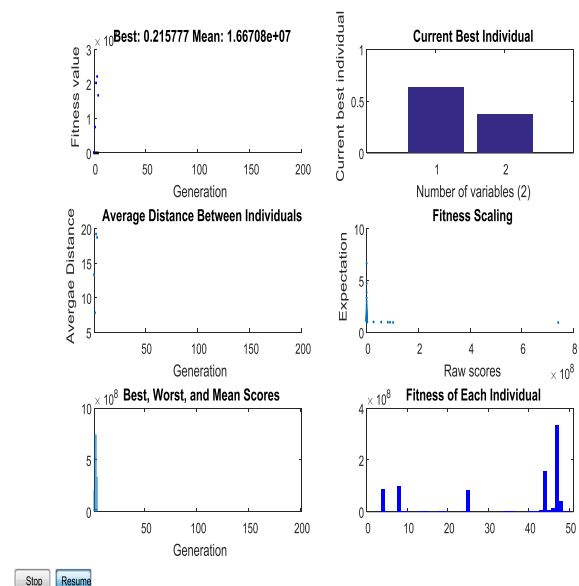 Best: 0.215777 Mean: 1.66708e+07
Fitness value
3
2
1
0
50 100 150 200
Generation
Current Best Individual
Current best individual
1
0.5
0
1 2
Number of variables (2)
Average Distance Between Individuals
Avergae Distance
20
15
10
5
50 100 150 200
Generation
Fitness Scaling
Expectation
10
5
0
0 2 4 6 8
Raw scores
× 10^8
Best, Worst, and Mean Scores
10 × 10^8
5
0
50 100 150 200
Generation
Fitness of Each Individual
4 × 10^8
2
0
0 10 20 30 40 50
Stop Resume